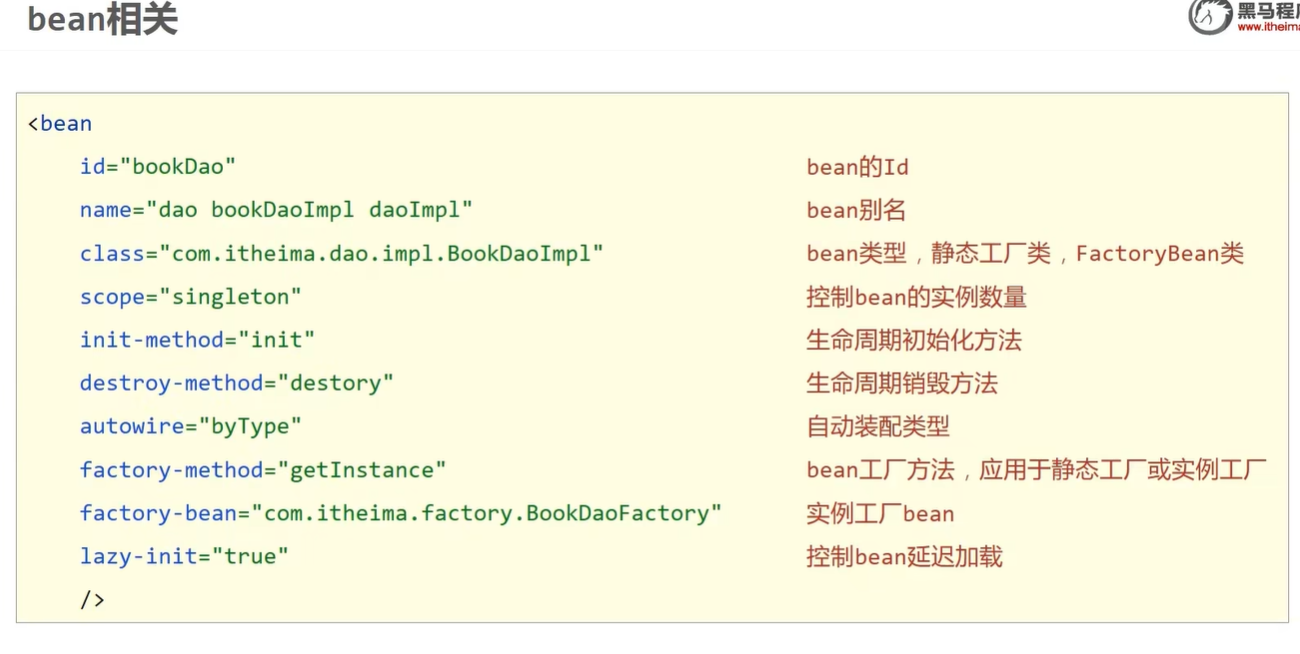 bean相关
黑马程
www.itheima
<bean
id="bookDao" bean的Id
name="dao bookDaoImpl daoImpl" bean别名
class="com.itheima.dao.impl.BookDaoImpl" bean类型，静态工厂类，FactoryBean类
scope="singleton" 控制bean的实例数量
init-method="init" 生命周期初始化方法
destroy-method="destory" 生命周期销毁方法
autowire="byType" 自动装配类型
factory-method="getInstance" bean工厂方法，应用于静态工厂或实例工厂
factory-bean="com.itheima.factory.BookDaoFactory" 实例工厂bean
lazy-init="true" 控制bean延迟加载
/>